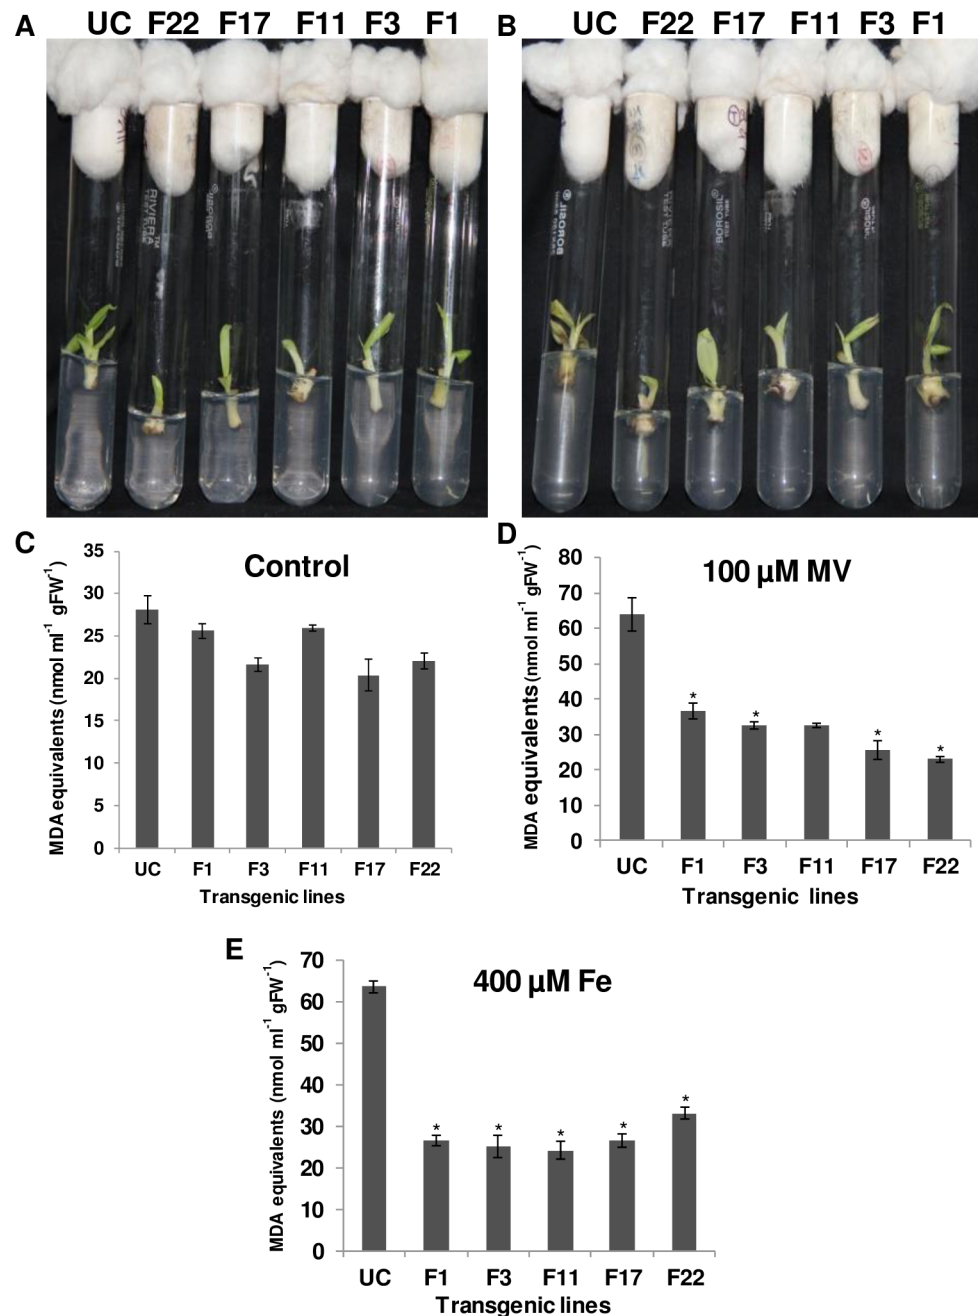 A UC F22 F17 F11 F3 F1
B UC F22 F17 F11 F3 F1
RIVIERA
TM
BOROSIL
BOROSIL
C
Control
MDA equivalents (nmol ml-1 gFW-1)
35
30
25
20
15
10
5
0
UC F1 F3 F11 F17 F22
Transgenic lines
D
100 µM MV
MDA equivalents (nmol ml-1 gFW-1)
80
70
60
50
40
30
20
10
0
* * * *
UC F1 F3 F11 F17 F22
Transgenic lines
E
400 µM Fe
MDA equivalents (nmol ml-1 gFW-1)
70
60
50
40
30
20
10
0
* * * * *
UC F1 F3 F11 F17 F22
Transgenic lines